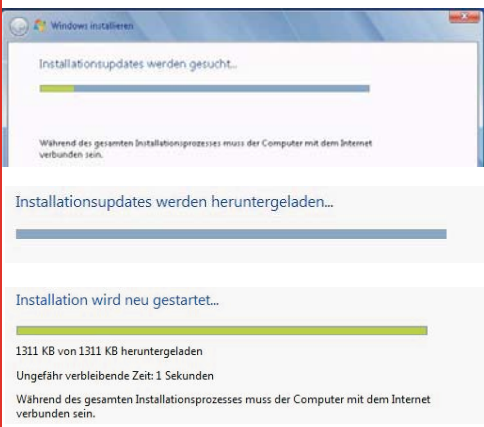 Windows installieren
Installationsupdates werden gesucht...
Während des gesamten Installationsprozesses muss der Computer mit dem Internet
verbunden sein.
Installationsupdates werden heruntergeladen...
Installation wird neu gestartet...
1311 KB von 1311 KB heruntergeladen
Ungefähr verbleibende Zeit: 1 Sekunden
Während des gesamten Installationsprozesses muss der Computer mit dem Internet
verbunden sein.